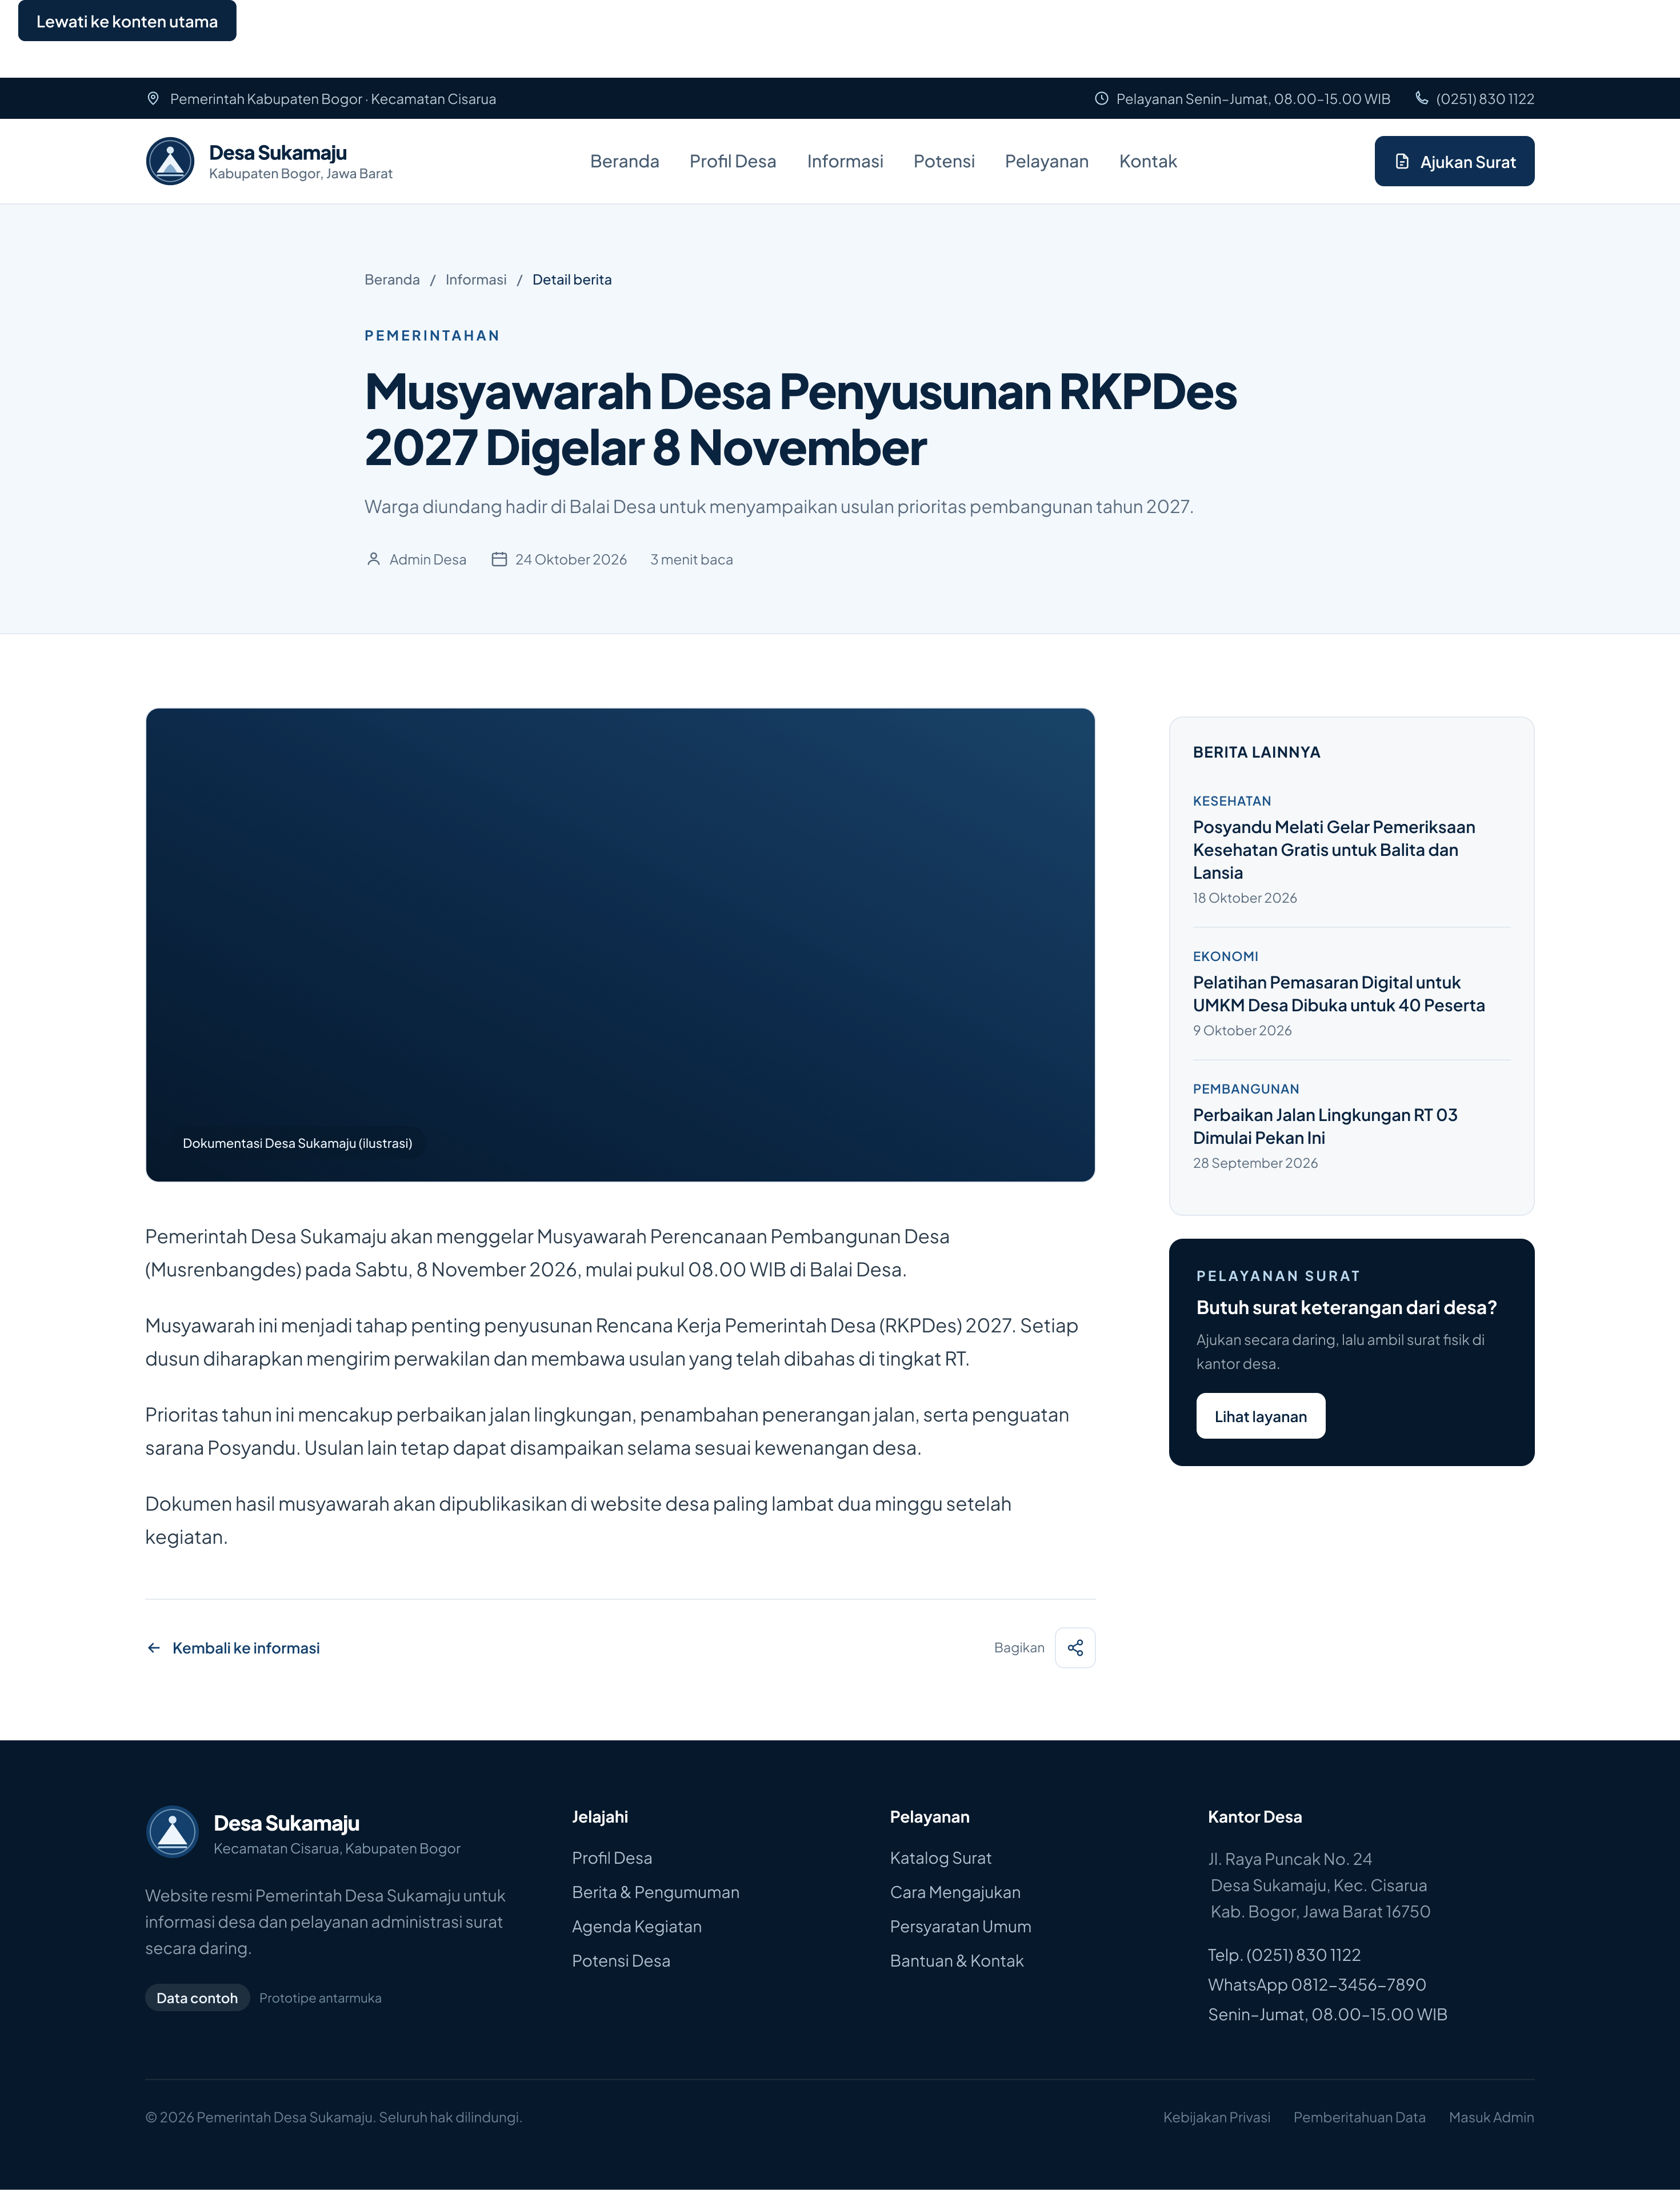 Lewati ke konten utama
Pemerintah Kabupaten Bogor · Kecamatan Cisarua
Pelayanan Senin–Jumat, 08.00–15.00 WIB
(0251) 830 1122
Desa Sukamaju
Kabupaten Bogor, Jawa Barat
Beranda
Profil Desa
Informasi
Potensi
Pelayanan
Kontak
Ajukan Surat
Beranda / Informasi / Detail berita
PEMERINTAHAN
Musyawarah Desa Penyusunan RKPDes
2027 Digelar 8 November
Warga diundang hadir di Balai Desa untuk menyampaikan usulan prioritas pembangunan tahun 2027.
Admin Desa
24 Oktober 2026
3 menit baca
Dokumentasi Desa Sukamaju (ilustrasi)
Pemerintah Desa Sukamaju akan menggelar Musyawarah Perencanaan Pembangunan Desa
(Musrenbangdes) pada Sabtu, 8 November 2026, mulai pukul 08.00 WIB di Balai Desa.
Musyawarah ini menjadi tahap penting penyusunan Rencana Kerja Pemerintah Desa (RKPDes) 2027. Setiap
dusun diharapkan mengirim perwakilan dan membawa usulan yang telah dibahas di tingkat RT.
Prioritas tahun ini mencakup perbaikan jalan lingkungan, penambahan penerangan jalan, serta penguatan
sarana Posyandu. Usulan lain tetap dapat disampaikan selama sesuai kewenangan desa.
Dokumen hasil musyawarah akan dipublikasikan di website desa paling lambat dua minggu setelah
kegiatan.
Kembali ke informasi
Bagikan
BERITA LAINNYA
KESEHATAN
Posyandu Melati Gelar Pemeriksaan
Kesehatan Gratis untuk Balita dan
Lansia
18 Oktober 2026
EKONOMI
Pelatihan Pemasaran Digital untuk
UMKM Desa Dibuka untuk 40 Peserta
9 Oktober 2026
PEMBANGUNAN
Perbaikan Jalan Lingkungan RT 03
Dimulai Pekan Ini
28 September 2026
PELAYANAN SURAT
Butuh surat keterangan dari desa?
Ajukan secara daring, lalu ambil surat fisik di
kantor desa.
Lihat layanan
Desa Sukamaju
Kecamatan Cisarua, Kabupaten Bogor
Website resmi Pemerintah Desa Sukamaju untuk
informasi desa dan pelayanan administrasi surat
secara daring.
Data contoh
Prototipe antarmuka
Jelajahi
Profil Desa
Berita & Pengumuman
Agenda Kegiatan
Potensi Desa
Pelayanan
Katalog Surat
Cara Mengajukan
Persyaratan Umum
Bantuan & Kontak
Kantor Desa
Jl. Raya Puncak No. 24
Desa Sukamaju, Kec. Cisarua
Kab. Bogor, Jawa Barat 16750
Telp. (0251) 830 1122
WhatsApp 0812-3456-7890
Senin–Jumat, 08.00–15.00 WIB
© 2026 Pemerintah Desa Sukamaju. Seluruh hak dilindungi.
Kebijakan Privasi
Pemberitahuan Data
Masuk Admin